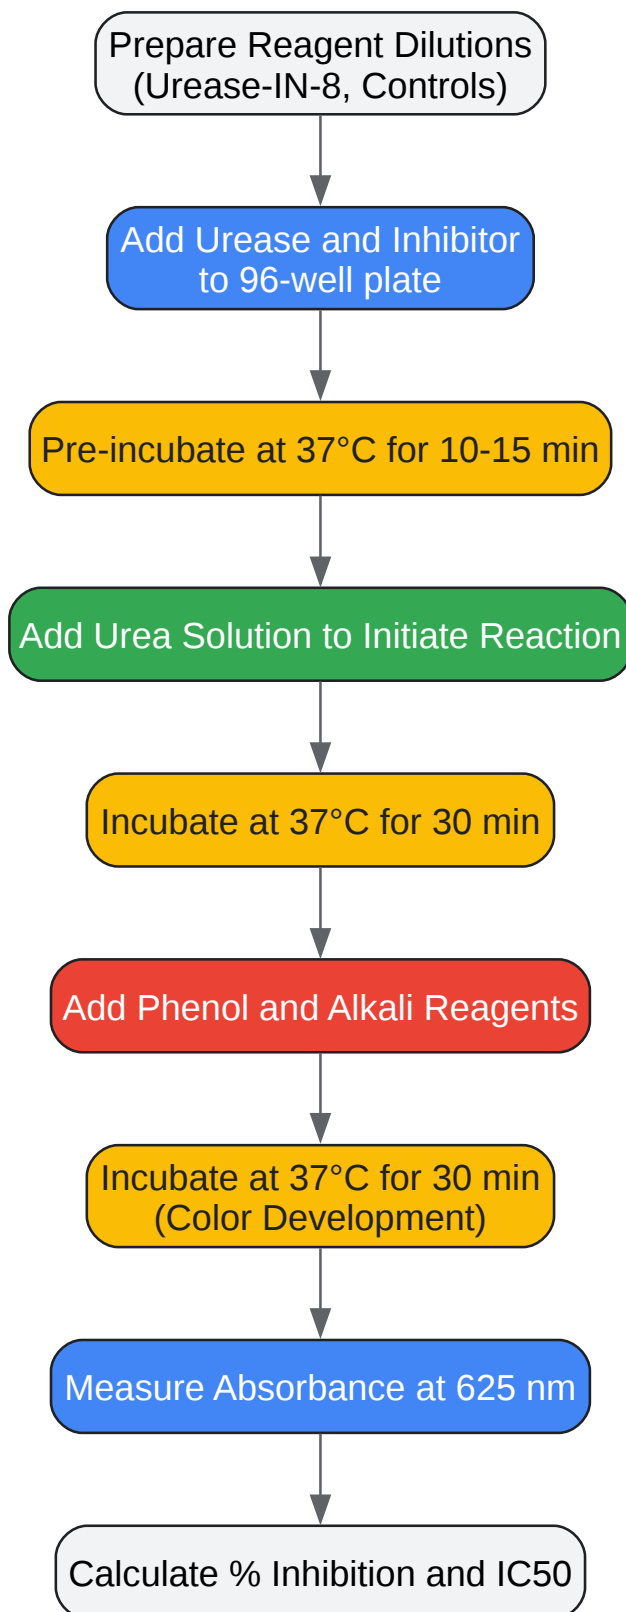 Prepare Reagent Dilutions
(Urease-IN-8, Controls)
Add Urease and Inhibitor
to 96-well plate
Pre-incubate at 37°C for 10-15 min
Add Urea Solution to Initiate Reaction
Incubate at 37°C for 30 min
Add Phenol and Alkali Reagents
Incubate at 37°C for 30 min
(Color Development)
Measure Absorbance at 625 nm
Calculate % Inhibition and IC50